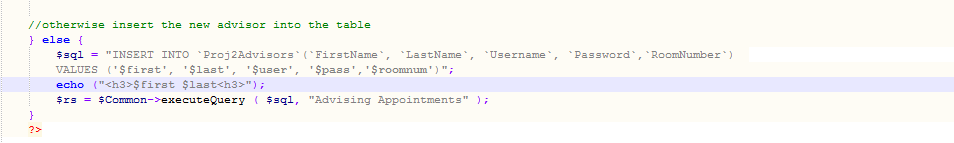 //otherwise insert the new advisor into the table
} else {
$sql = "INSERT INTO `Proj2Advisors`(`FirstName`, `LastName`, `Username`, `Password`,`RoomNumber`)
VALUES ('$first', '$last', '$user', '$pass','$roomnum')";
echo ("<h3>$first $last<h3>");
$rs = $Common->executeQuery ( $sql, "Advising Appointments" );
}
?>